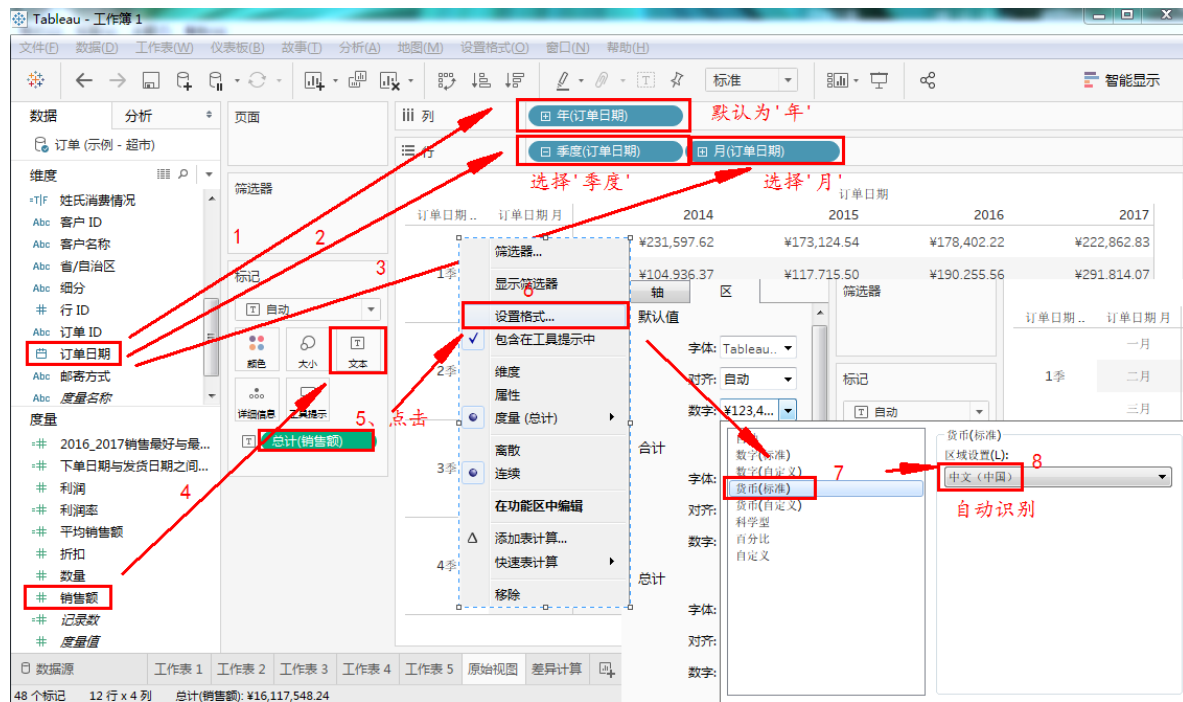 Tableau - 工作簿 1
文件(F) 数据(D) 工作表(W) 仪表板(B) 故事(T) 分析(A) 地图(M) 设置格式(O) 窗口(N) 帮助(H)
标准 智能显示
数据 分析 页面 iii 列 年(订单日期) 默认为'年'
订单 (示例 - 超市) 行 季度(订单日期) 月(订单日期)
选择'季度' 选择'月'
维度 筛选器 订单日期
姓氏消费情况 订单日期.. 订单日期 月 2014 2015 2016 2017
Abc 客户 ID
Abc 客户名称 1 2 ¥231,597.62 ¥173,124.54 ¥178,402.22 ¥222,862.83
Abc 省/自治区 3
Abc 细分 标记 1季 ¥104,936.37 ¥117,715.50 ¥190,255.56 ¥291,814.07
# 行 ID 自动
Abc 订单 ID
订单日期 颜色 大小 文本
Abc 邮寄方式
Abc 度量名称 详细信息 工具提示
5、点击
总计(销售额)
度量
2016_2017销售最好与最...
下单日期与发货日期之间...
# 利润
利润率 4
平均销售额
# 折扣
# 数量
# 销售额
记录数
# 度量值
2季
3季
4季
筛选器...
显示筛选器
6
设置格式...
包含在工具提示中
维度
属性
度量 (总计)
离散
连续
在功能区中编辑
添加表计算...
快速表计算
移除
轴 区
默认值
字体: Tableau..
对齐: 自动
数字: ¥123,4...
合计
字体:
对齐:
数字:
总计
字体:
对齐:
数字:
筛选器
标记
自动
订单日期.. 订单日期 月
一月
1季 二月
三月
数字(标准)
数字(自定义)
货币(标准) 7
货币(自定义)
科学型
百分比
自定义
货币(标准)
区域设置(L): 8
中文（中国）
自动识别
数据源 工作表 1 工作表 2 工作表 3 工作表 4 工作表 5 原始视图 差异计算
48 个标记 12 行 x 4 列 总计(销售额): ¥16,117,548.24